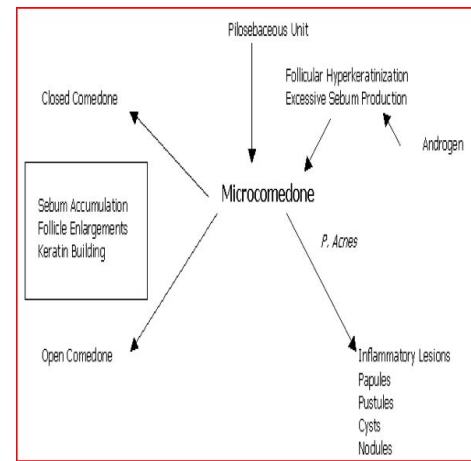 Pilosebaceous Unit
Follicular Hyperkeratinization
Excessive Sebum Production
Closed Comedone
Androgen
Microcomedone
Sebum Accumulation
Follicle Enlargements
Keratin Building
P. Acnes
Open Comedone
Inflammatory Lesions
Papules
Pustules
Cysts
Nodules